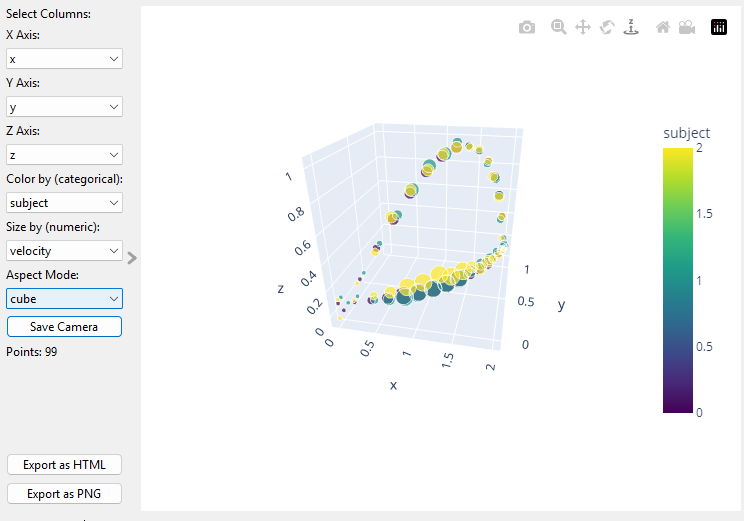 Select Columns:
X Axis:
x
Y Axis:
y
Z Axis:
z
Color by (categorical):
subject
Size by (numeric):
velocity
Aspect Mode:
cube
Save Camera
Points: 99
Export as HTML
Export as PNG
z
1
0.8
0.6
0.4
0.2
0
z
0
0.5
1
1.5
2
x
1
0.5
0
y
subject
2
1.5
1
0.5
0